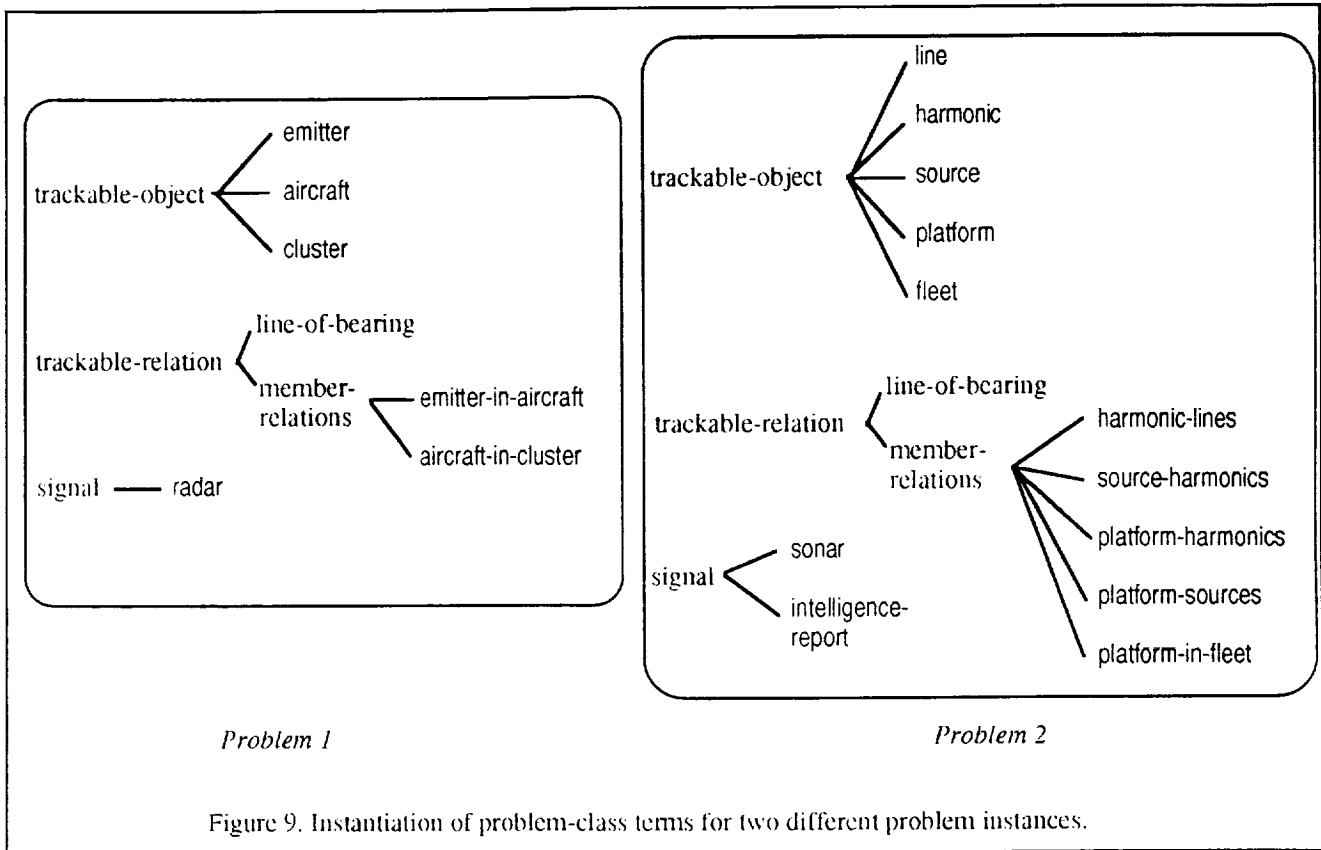 emitter
trackable-object
aircraft
cluster
line-of-bearing
trackable-relation
member-
relations
emitter-in-aircraft
aircraft-in-cluster
signal
radar
Problem 1
line
harmonic
trackable-object
source
platform
fleet
line-of-bearing
trackable-relation
member-
relations
harmonic-lines
source-harmonics
platform-harmonics
platform-sources
platform-in-fleet
sonar
signal
intelligence-
report
Problem 2
Figure 9. Instantiation of problem-class terms for two different problem instances.